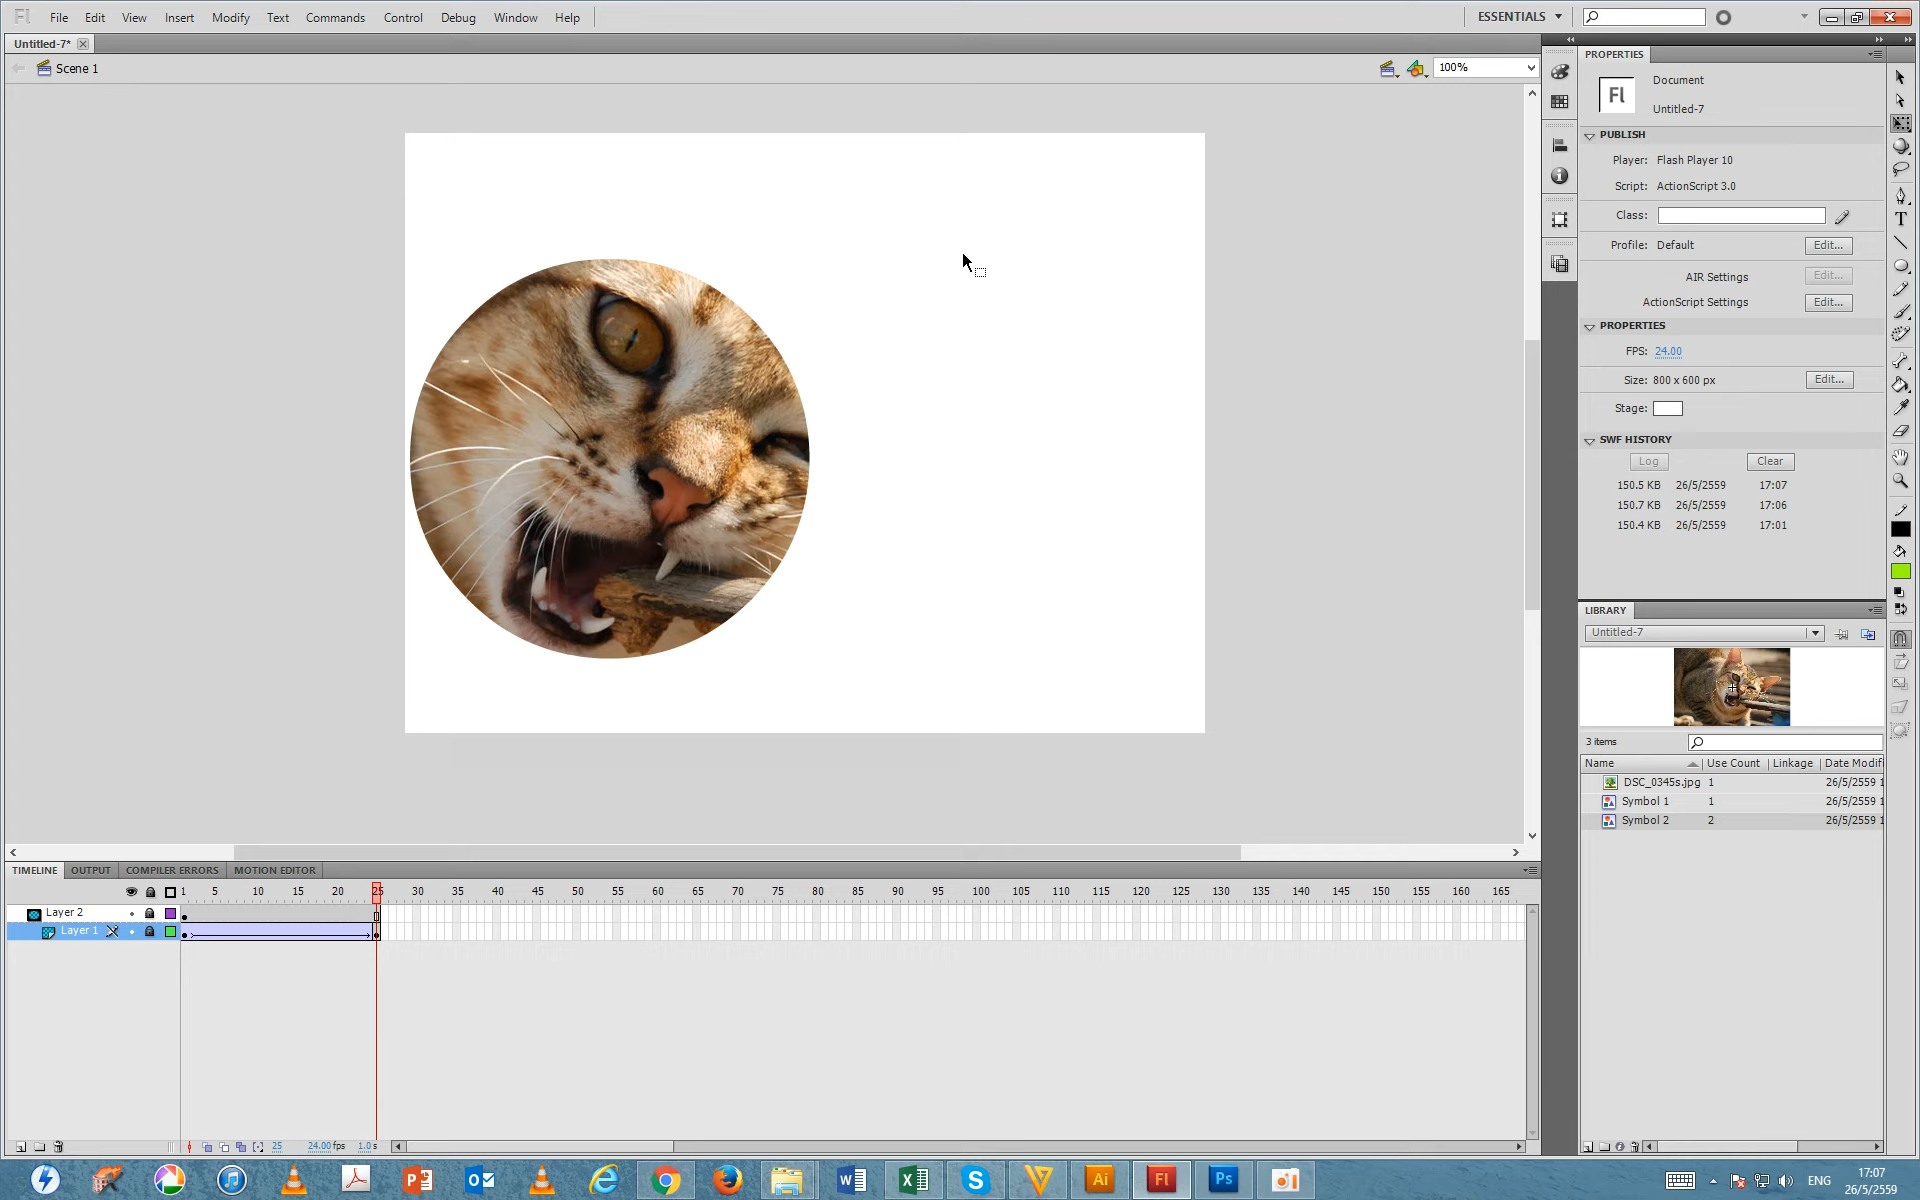 Fl File Edit View Insert Modify Text Commands Control Debug Window Help ESSENTIALS
Untitled-7*
Scene 1 100%
PROPERTIES
Fl Document
Untitled-7
PUBLISH
Player: Flash Player 10
Script: ActionScript 3.0
Class:
Profile: Default Edit...
AIR Settings Edit...
ActionScript Settings Edit...
PROPERTIES
FPS: 24.00
Size: 800 x 600 px Edit...
Stage:
SWF HISTORY
Log Clear
150.5 KB 26/5/2559 17:07
150.7 KB 26/5/2559 17:06
150.4 KB 26/5/2559 17:01
LIBRARY
Untitled-7
3 items
Name Use Count Linkage Date Modifi
DSC_0345s.jpg 1 26/5/2559 1
Symbol 1 1 26/5/2559 1
Symbol 2 2 26/5/2559 1
TIMELINE OUTPUT COMPILER ERRORS MOTION EDITOR
1 5 10 15 20 25 30 35 40 45 50 55 60 65 70 75 80 85 90 95 100 105 110 115 120 125 130 135 140 145 150 155 160 165
Layer 2
Layer 1
25 24.00 fps 1.0 s
Ai Fl Ps ENG 17:07
26/5/2559